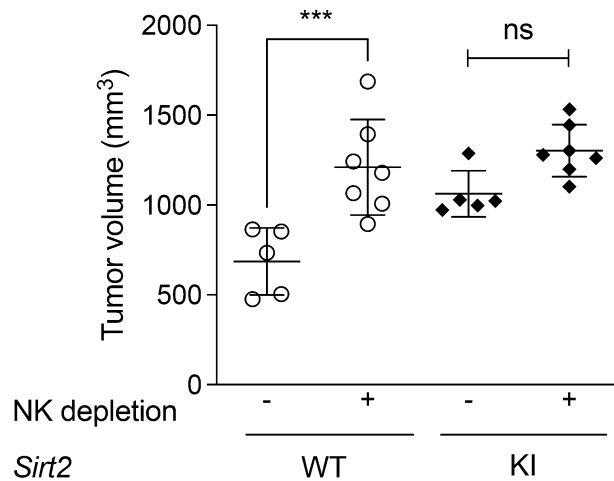 ***
ns
Tumor volume (mm³)
2000
1500
1000
500
0
NK depletion - + - +
Sirt2 WT KI